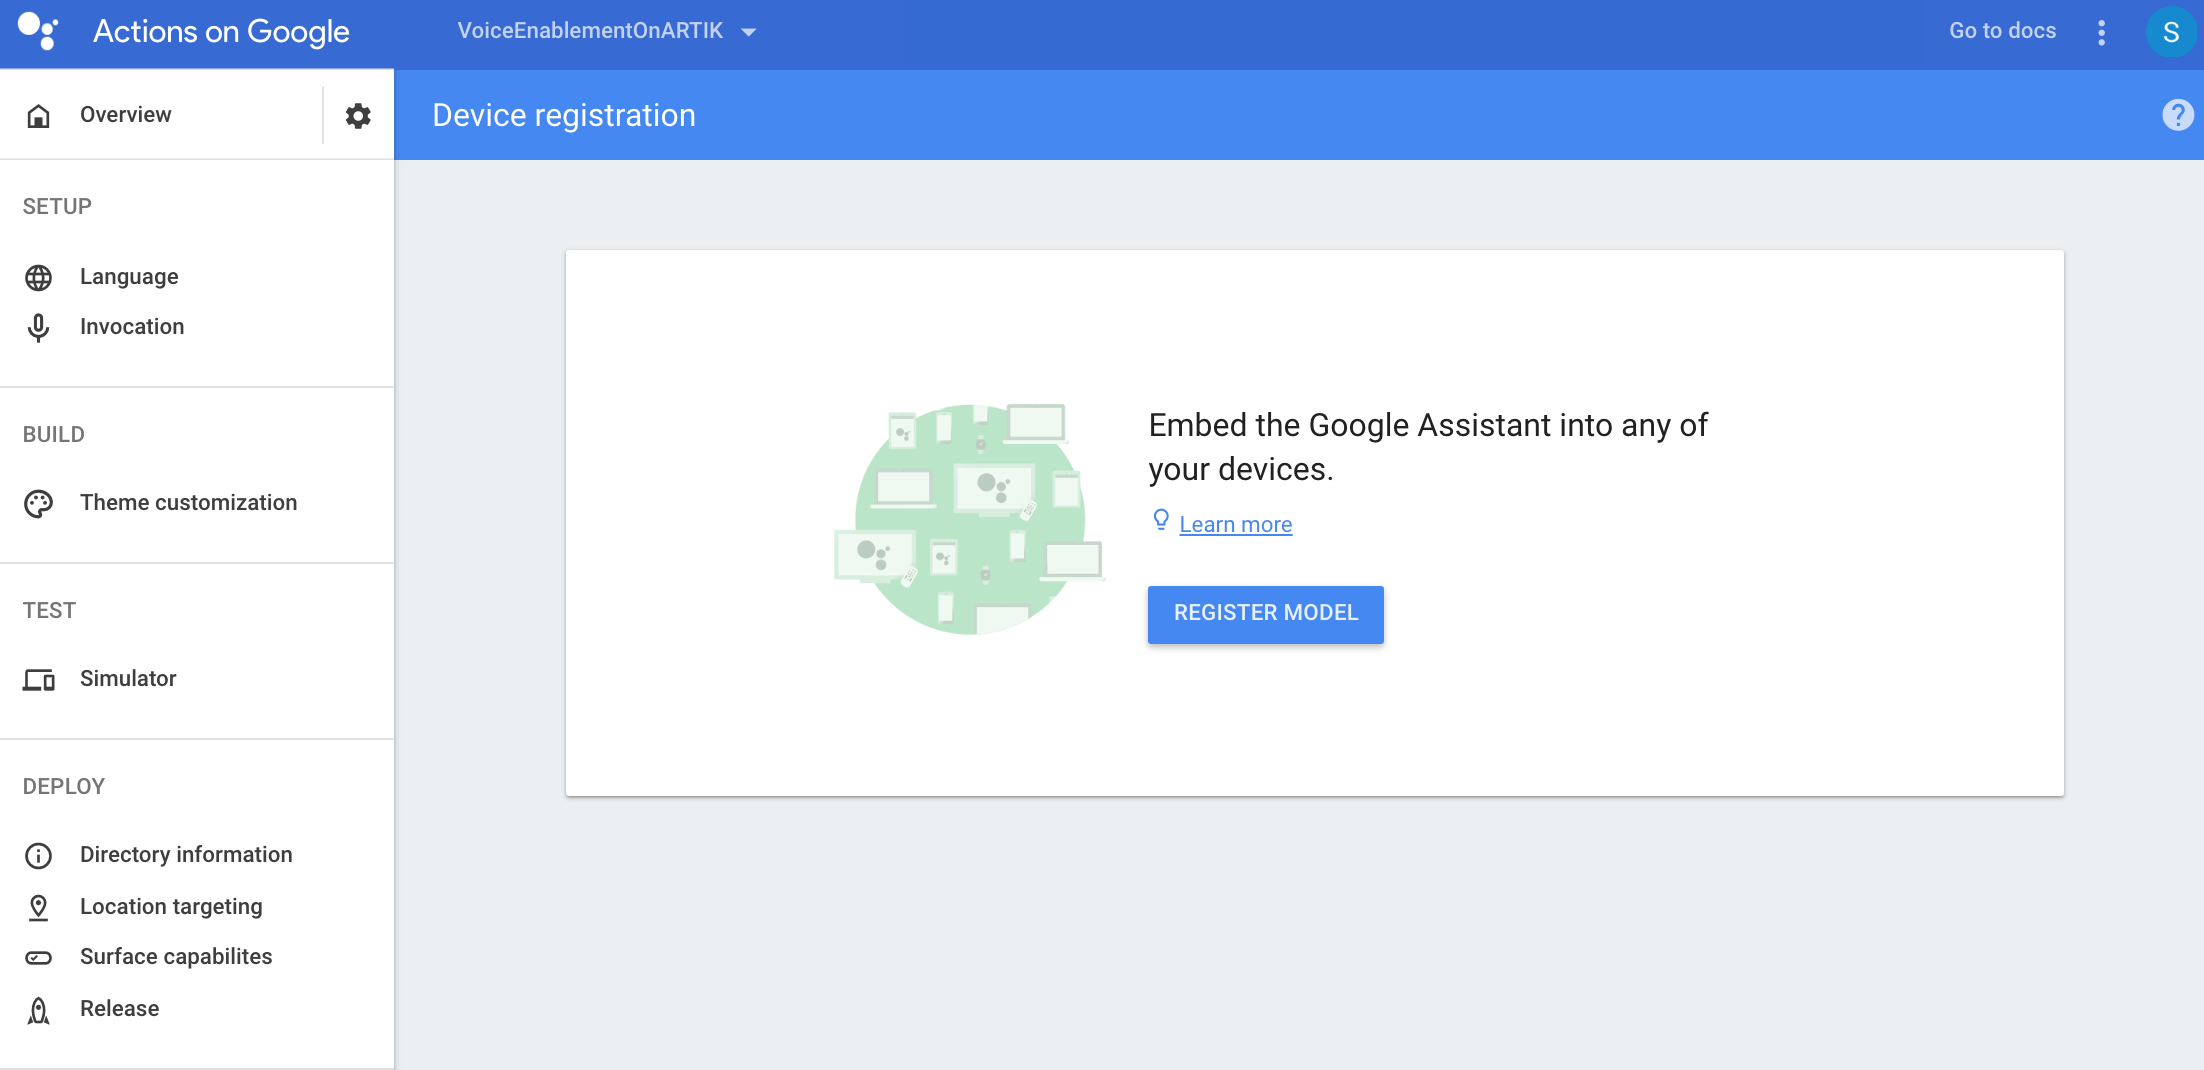 Actions on Google
VoiceEnablementOnARTIK
Go to docs
S
Overview
Device registration
?
SETUP
Language
Invocation
BUILD
Theme customization
TEST
Simulator
DEPLOY
Directory information
Location targeting
Surface capabilites
Release
Embed the Google Assistant into any of
your devices.
Learn more
REGISTER MODEL